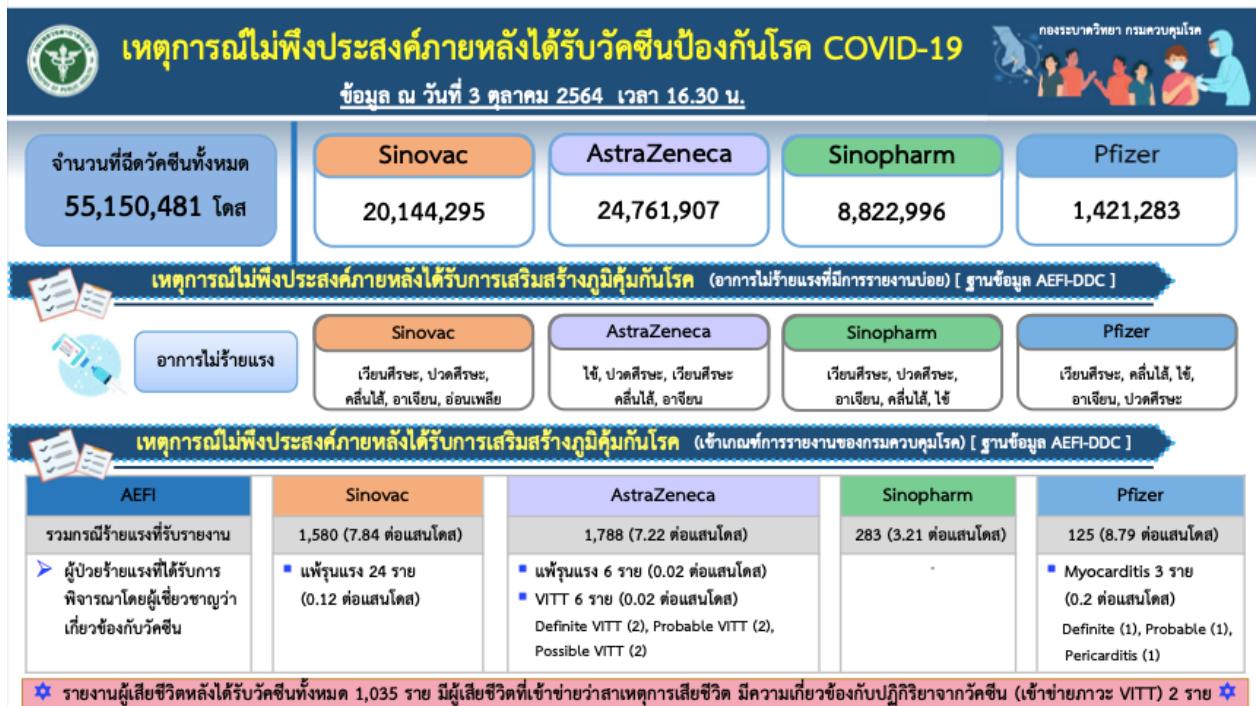 เหตุการณ์ไม่พึงประสงค์ภายหลังได้รับวัคซีนป้องกันโรค COVID-19
กองระบาดวิทยา กรมควบคุมโรค
ข้อมูล ณ วันที่ 3 ตุลาคม 2564 เวลา 16.30 น.
จำนวนที่ฉีดวัคซีนทั้งหมด
55,150,481 โดส
Sinovac
20,144,295
AstraZeneca
24,761,907
Sinopharm
8,822,996
Pfizer
1,421,283
เหตุการณ์ไม่พึงประสงค์ภายหลังได้รับการเสริมสร้างภูมิคุ้มกันโรค (อาการไม่ร้ายแรงที่มีการรายงานบ่อย) [ ฐานข้อมูล AEFI-DDC ]
อาการไม่ร้ายแรง
Sinovac
เวียนศีรษะ, ปวดศีรษะ,
คลื่นไส้, อาเจียน, อ่อนเพลีย
AstraZeneca
ไข้, ปวดศีรษะ, เวียนศีรษะ
คลื่นไส้, อาจียน
Sinopharm
เวียนศีรษะ, ปวดศีรษะ,
อาเจียน, คลื่นไส้, ไข้
Pfizer
เวียนศีรษะ, คลื่นไส้, ไข้,
อาเจียน, ปวดศีรษะ
เหตุการณ์ไม่พึงประสงค์ภายหลังได้รับการเสริมสร้างภูมิคุ้มกันโรค (เข้าเกณฑ์การรายงานของกรมควบคุมโรค) [ ฐานข้อมูล AEFI-DDC ]
AEFI
Sinovac
AstraZeneca
Sinopharm
Pfizer
รวมกรณีร้ายแรงที่รับรายงาน
1,580 (7.84 ต่อแสนโดส)
1,788 (7.22 ต่อแสนโดส)
283 (3.21 ต่อแสนโดส)
125 (8.79 ต่อแสนโดส)
ผู้ป่วยร้ายแรงที่ได้รับการ
พิจารณาโดยผู้เชี่ยวชาญว่า
เกี่ยวข้องกับวัคซีน
แพ้รุนแรง 24 ราย
(0.12 ต่อแสนโดส)
แพ้รุนแรง 6 ราย (0.02 ต่อแสนโดส)
VITT 6 ราย (0.02 ต่อแสนโดส)
Definite VITT (2), Probable VITT (2),
Possible VITT (2)
-
Myocarditis 3 ราย
(0.2 ต่อแสนโดส)
Definite (1), Probable (1),
Pericarditis (1)
รายงานผู้เสียชีวิตหลังได้รับวัคซีนทั้งหมด 1,035 ราย มีผู้เสียชีวิตที่เข้าข่ายว่าสาเหตุการเสียชีวิต มีความเกี่ยวข้องกับปฏิกิริยาจากวัคซีน (เข้าข่ายภาวะ VITT) 2 ราย